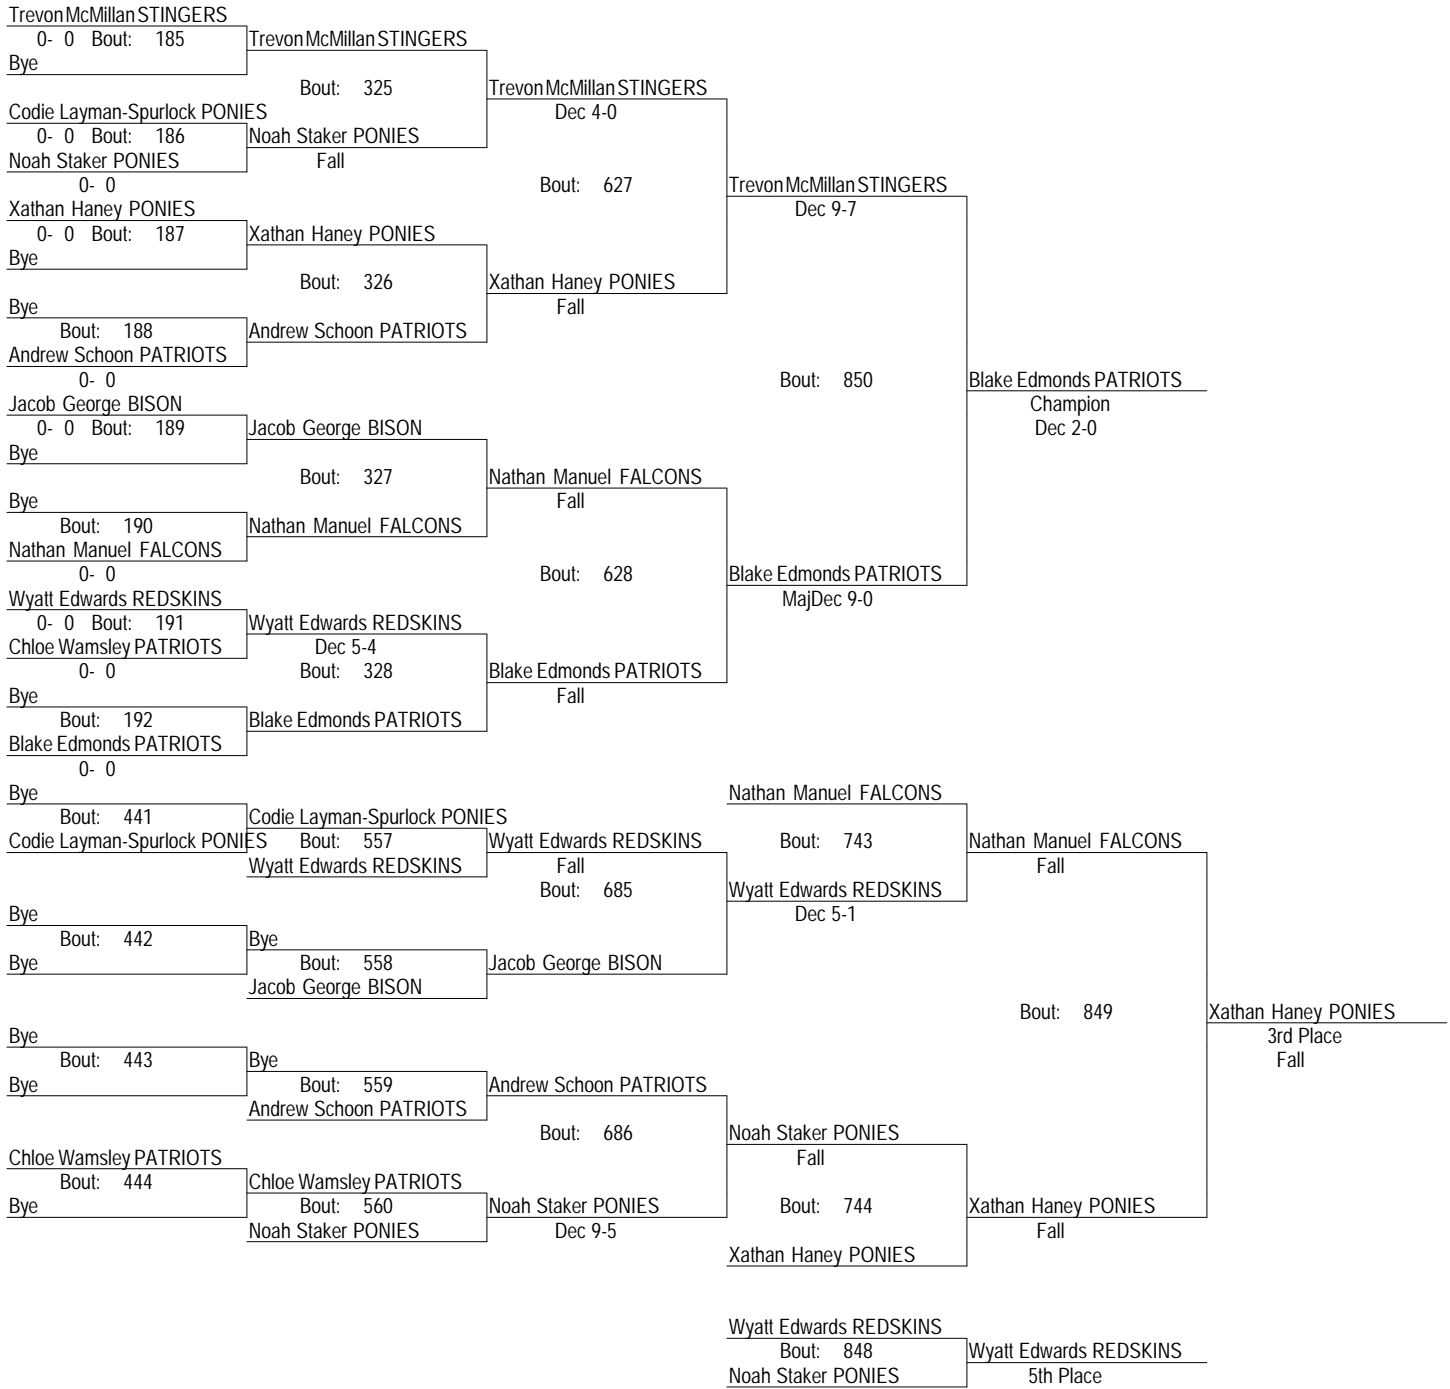 Trevon McMillan STINGERS
0- 0 Bout: 185 Trevon McMillan STINGERS
Bye
Bout: 325 Trevon McMillan STINGERS
Codie Layman-Spurlock PONIES Dec 4-0
0- 0 Bout: 186 Noah Staker PONIES
Noah Staker PONIES Fall
0- 0 Bout: 627 Trevon McMillan STINGERS
Xathan Haney PONIES Dec 9-7
0- 0 Bout: 187 Xathan Haney PONIES
Bye
Bout: 326 Xathan Haney PONIES
Bye Fall
Bout: 188 Andrew Schoon PATRIOTS
Andrew Schoon PATRIOTS
0- 0 Bout: 850 Blake Edmonds PATRIOTS
Jacob George BISON Champion
0- 0 Bout: 189 Jacob George BISON Dec 2-0
Bye
Bout: 327 Nathan Manuel FALCONS
Bye Fall
Bout: 190 Nathan Manuel FALCONS
Nathan Manuel FALCONS
0- 0 Bout: 628 Blake Edmonds PATRIOTS
Wyatt Edwards REDSKINS MajDec 9-0
0- 0 Bout: 191 Wyatt Edwards REDSKINS
Chloe Wamsley PATRIOTS Dec 5-4
0- 0 Bout: 328 Blake Edmonds PATRIOTS
Bye Fall
Bout: 192 Blake Edmonds PATRIOTS
Blake Edmonds PATRIOTS
0- 0
Bye Nathan Manuel FALCONS
Bout: 441 Codie Layman-Spurlock PONIES
Codie Layman-Spurlock PONIES Bout: 557 Wyatt Edwards REDSKINS Bout: 743 Nathan Manuel FALCONS
Wyatt Edwards REDSKINS Fall Fall
Bout: 685 Wyatt Edwards REDSKINS
Bye Dec 5-1
Bout: 442 Bye
Bye Bout: 558 Jacob George BISON
Jacob George BISON
Bout: 849 Xathan Haney PONIES
Bye 3rd Place
Bout: 443 Bye Fall
Bye Bout: 559 Andrew Schoon PATRIOTS
Andrew Schoon PATRIOTS
Bout: 686 Noah Staker PONIES
Chloe Wamsley PATRIOTS Fall
Bout: 444 Chloe Wamsley PATRIOTS
Bye Bout: 560 Noah Staker PONIES Bout: 744 Xathan Haney PONIES
Noah Staker PONIES Dec 9-5 Fall
Xathan Haney PONIES
Wyatt Edwards REDSKINS
Bout: 848 Wyatt Edwards REDSKINS
Noah Staker PONIES 5th Place